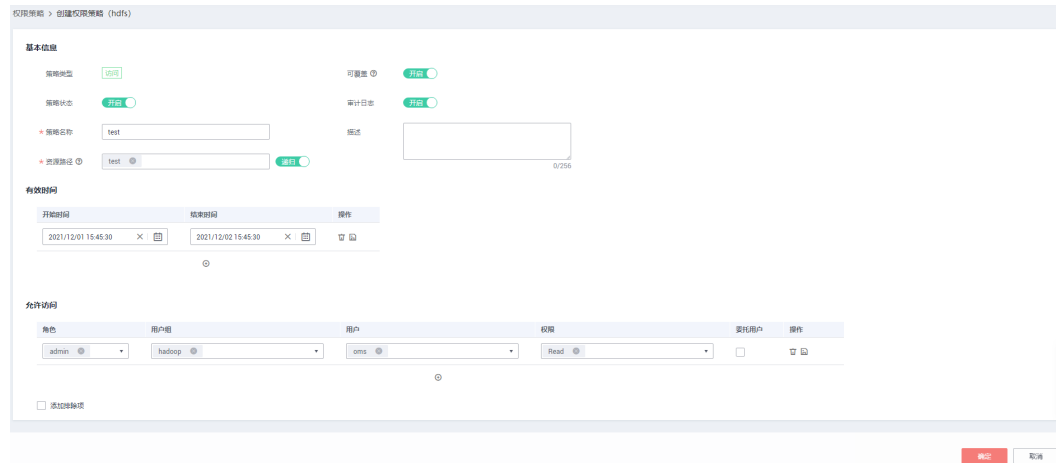 权限策略 > 创建权限策略 (hdfs)
基本信息
策略类型 访问 可覆盖 开启
策略状态 开启 审计日志 开启
* 策略名称 test 描述
* 资源路径 test 递归
0/256
有效时间
开始时间 结束时间 操作
2021/12/01 15:45:30 2021/12/02 15:45:30
允许访问
角色 用户组 用户 权限 委托用户 操作
admin hadoop oms Read
添加排除项
确定 取消